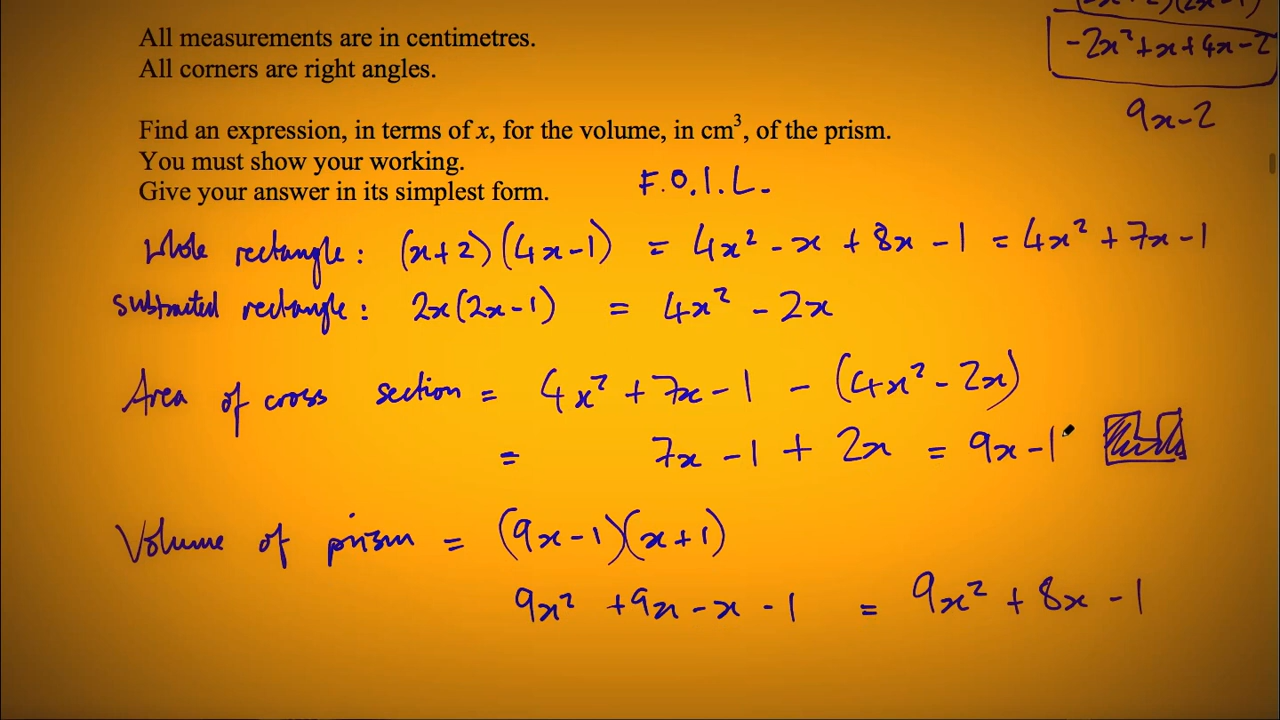 -2x²+x+4x-2
9x-2
All measurements are in centimetres.
All corners are right angles.
Find an expression, in terms of x, for the volume, in cm³, of the prism.
You must show your working.
Give your answer in its simplest form.
F.O.I.L.
Whole rectangle: (x+2)(4x-1) = 4x² - x + 8x - 1 = 4x² + 7x - 1
subtracted rectangle: 2x(2x-1) = 4x² - 2x
Area of cross section = 4x² + 7x - 1 - (4x² - 2x)
= 7x - 1 + 2x = 9x - 1
Volume of prism = (9x-1)(x+1)
9x² + 9x - x - 1 = 9x² + 8x - 1